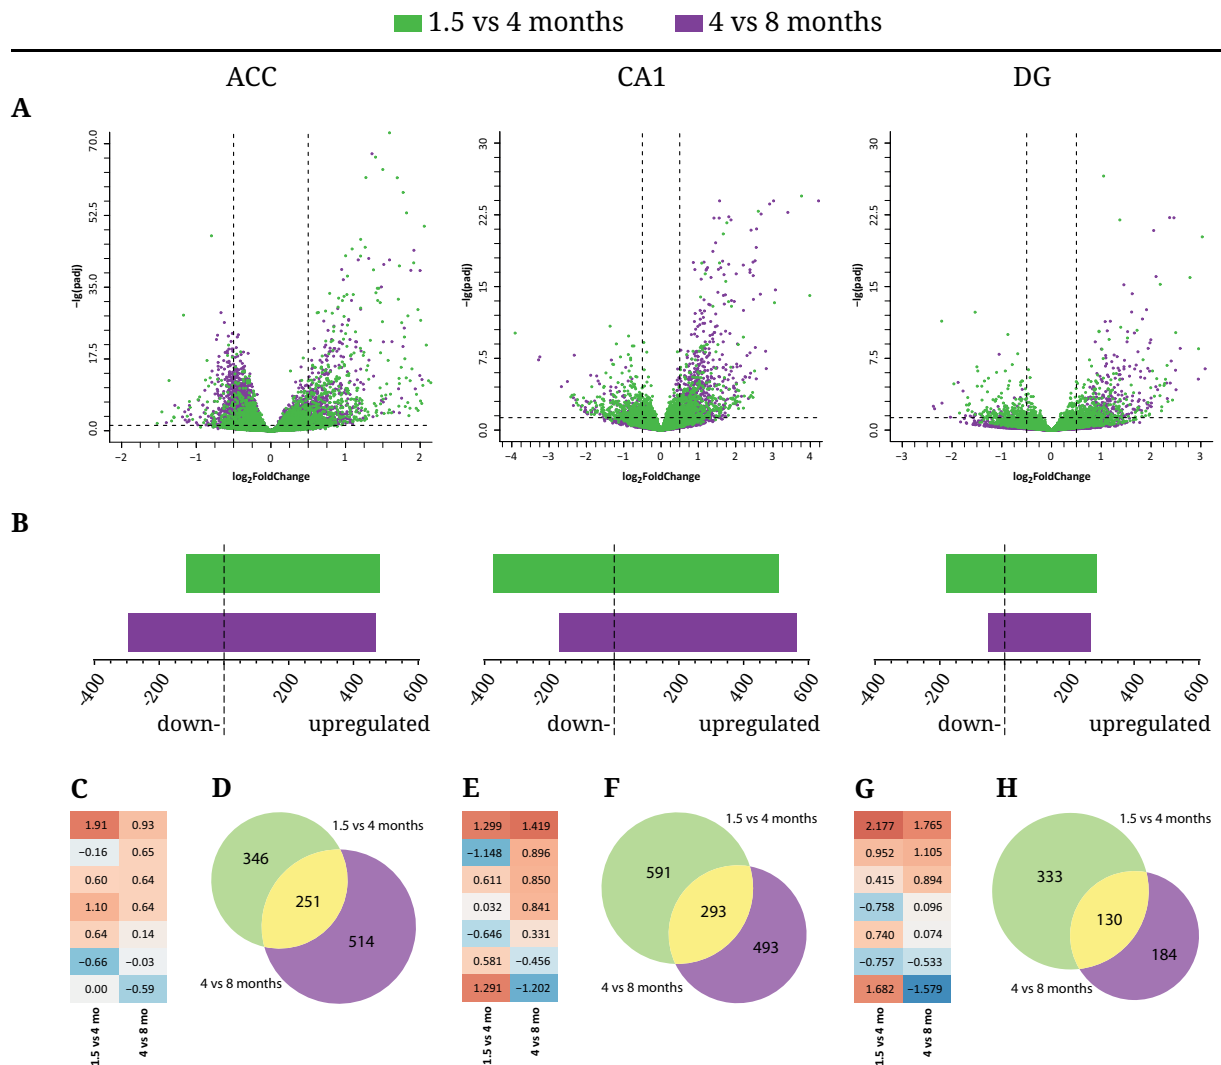 1.5 vs 4 months 4 vs 8 months
ACC CA1 DG
A
−lg(padj)
70.0
52.5
35.0
17.5
0.0
−2 −1 0 1 2
log2FoldChange
−lg(padj)
30
22.5
15
7.5
0.0
−4 −3 −2 −1 0 1 2 3 4
log2FoldChange
−lg(padj)
30
22.5
15
7.5
0.0
−3 −2 −1 0 1 2 3
log2FoldChange
B
-400 -200 200 400 600
down- upregulated
-400 -200 200 400 600
down- upregulated
-400 -200 200 400 600
down- upregulated
C
1.91 0.93
−0.16 0.65
0.60 0.64
1.10 0.64
0.64 0.14
−0.66 −0.03
0.00 −0.59
1.5 vs 4 mo
4 vs 8 mo
D
1.5 vs 4 months
346
251
514
4 vs 8 months
E
1.299 1.419
−1.148 0.896
0.611 0.850
0.032 0.841
−0.646 0.331
0.581 −0.456
1.291 −1.202
1.5 vs 4 mo
4 vs 8 mo
F
1.5 vs 4 months
591
293
493
4 vs 8 months
G
2.177 1.765
0.952 1.105
0.415 0.894
−0.758 0.096
0.740 0.074
−0.757 −0.533
1.682 −1.579
1.5 vs 4 mo
4 vs 8 mo
H
1.5 vs 4 months
333
130
184
4 vs 8 months